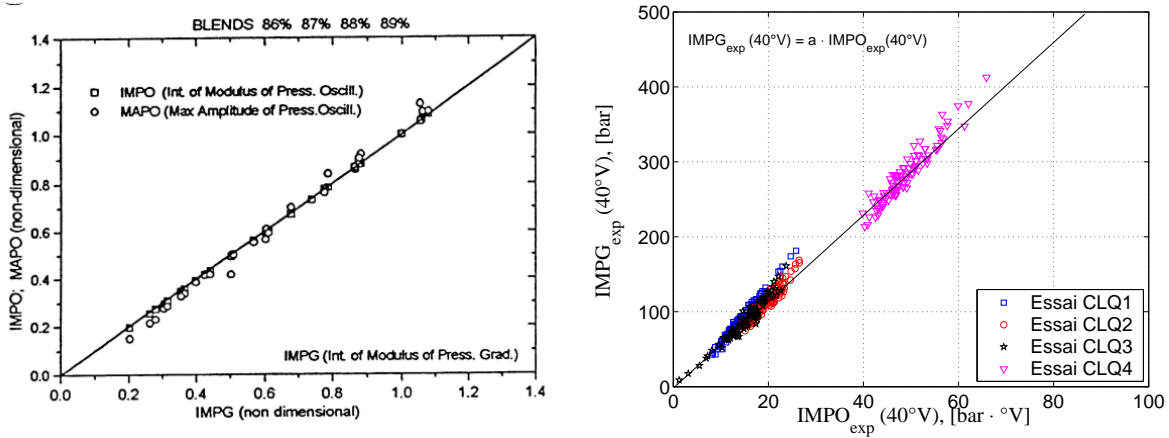 BLENDS 86% 87% 88% 89%
1.4
1.2
1.0
0.8
0.6
0.4
0.2
0.0
IMPO; MAPO (non-dimensional)
IMPO (Int. of Modulus of Press. Oscill.)
MAPO (Max Amplitude of Press.Oscill.)
IMPG (Int. of Modulus of Press. Grad.)
0.0 0.2 0.4 0.6 0.8 1.0 1.2 1.4
IMPG (non dimensional)
500
400
300
200
100
0
IMPG_exp (40°V), [bar]
IMPG_exp (40°V) = a · IMPO_exp(40°V)
Essai CLQ1
Essai CLQ2
Essai CLQ3
Essai CLQ4
0 20 40 60 80 100
IMPO_exp (40°V), [bar · °V]